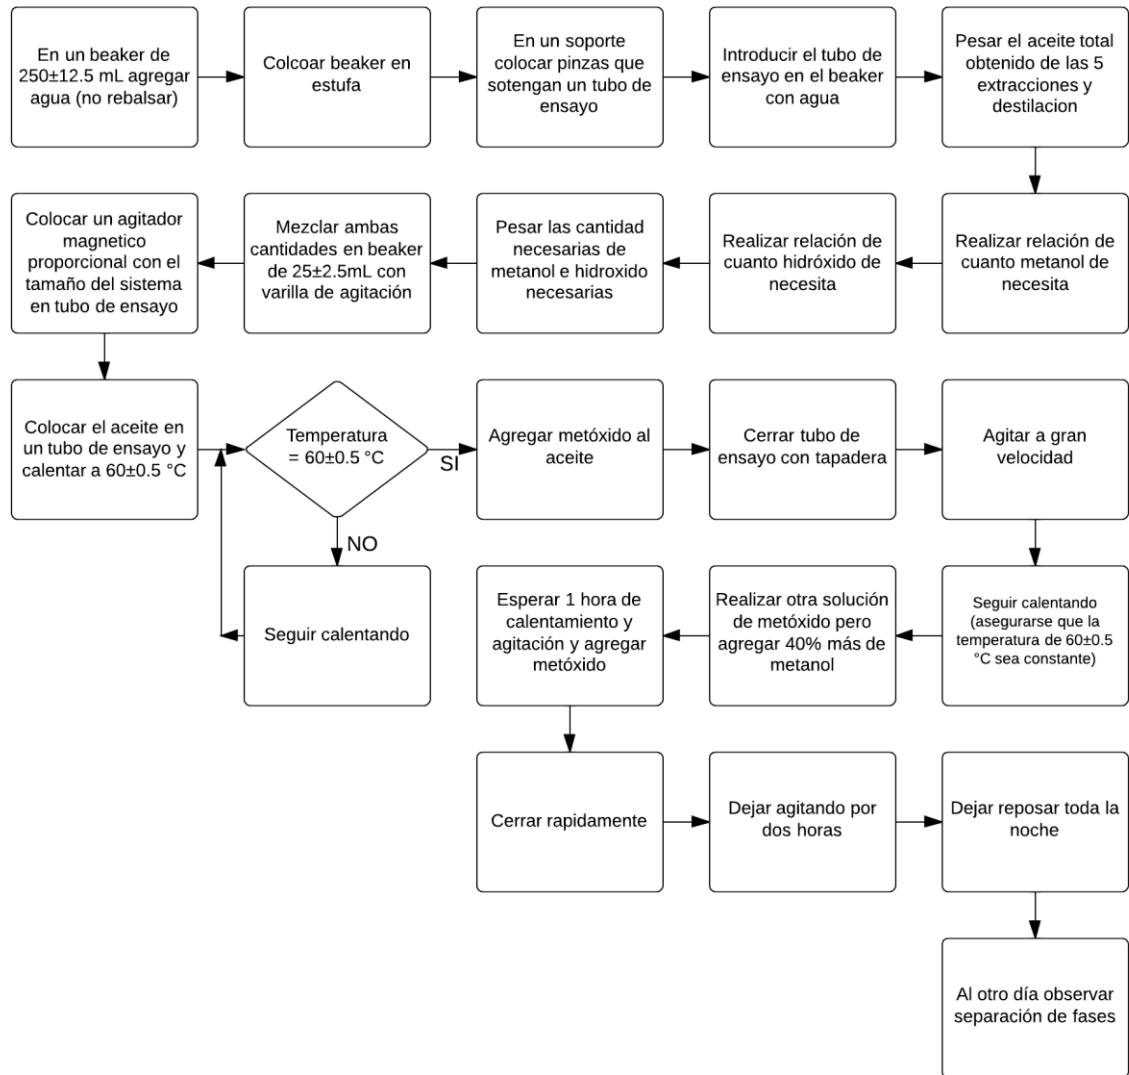 En un beaker de
250±12.5 mL agregar
agua (no rebalsar)
Colcoar beaker en
estufa
En un soporte
colocar pinzas que
sotengan un tubo de
ensayo
Introducir el tubo de
ensayo en el beaker
con agua
Pesar el aceite total
obtenido de las 5
extracciones y
destilacion
Realizar relación de
cuanto metanol de
necesita
Realizar relación de
cuanto hidróxido de
necesita
Pesar las cantidad
necesarias de
metanol e hidroxido
necesarias
Mezclar ambas
cantidades en beaker
de 25±2.5mL con
varilla de agitación
Colocar un agitador
magnetico
proporcional con el
tamaño del sistema
en tubo de ensayo
Colocar el aceite en
un tubo de ensayo y
calentar a 60±0.5 °C
Temperatura
= 60±0.5 °C
SI
NO
Seguir calentando
Agregar metóxido al
aceite
Cerrar tubo de
ensayo con tapadera
Agitar a gran
velocidad
Seguir calentando
(asegurarse que la
temperatura de 60±0.5
°C sea constante)
Realizar otra solución
de metóxido pero
agregar 40% más de
metanol
Esperar 1 hora de
calentamiento y
agitación y agregar
metóxido
Cerrar rapidamente
Dejar agitando por
dos horas
Dejar reposar toda la
noche
Al otro día observar
separación de fases